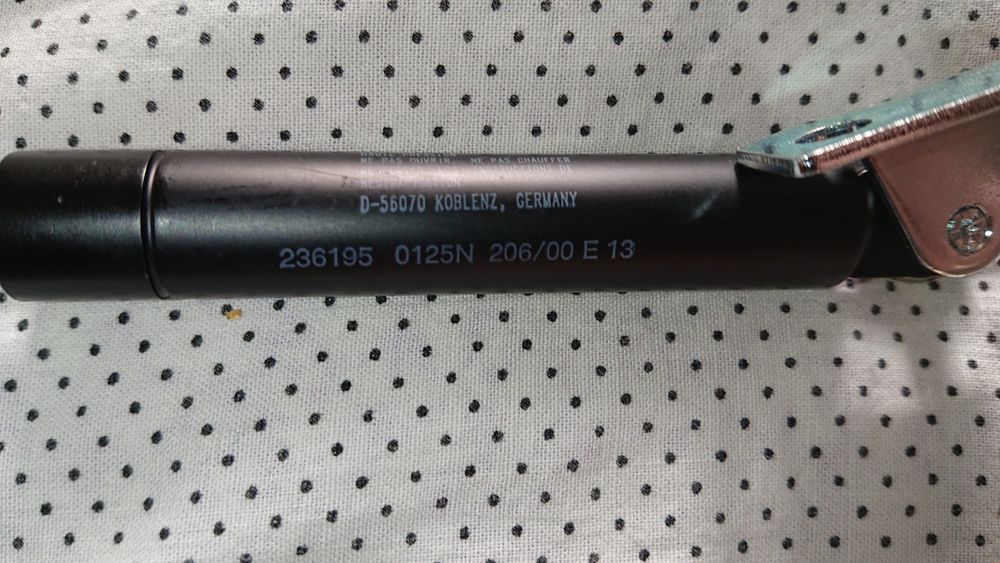 NE PAS OUVRIR. NE PAS CHAUFFER
D-56070 KOBLENZ, GERMANY
236195 0125N 206/00 E 13